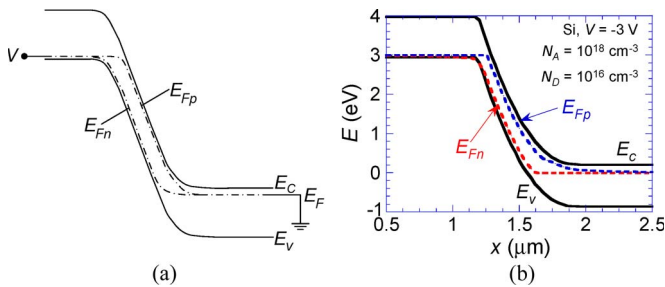 V
E_Fp
E_Fn
E_C
E_F
E_v
(a)
4
3
2
1
0
-1
E (eV)
Si, V = -3 V
N_A = 10^18 cm-3
N_D = 10^16 cm-3
E_Fp
E_Fn
E_c
E_v
0.5 1 1.5 2 2.5
x (μm)
(b)